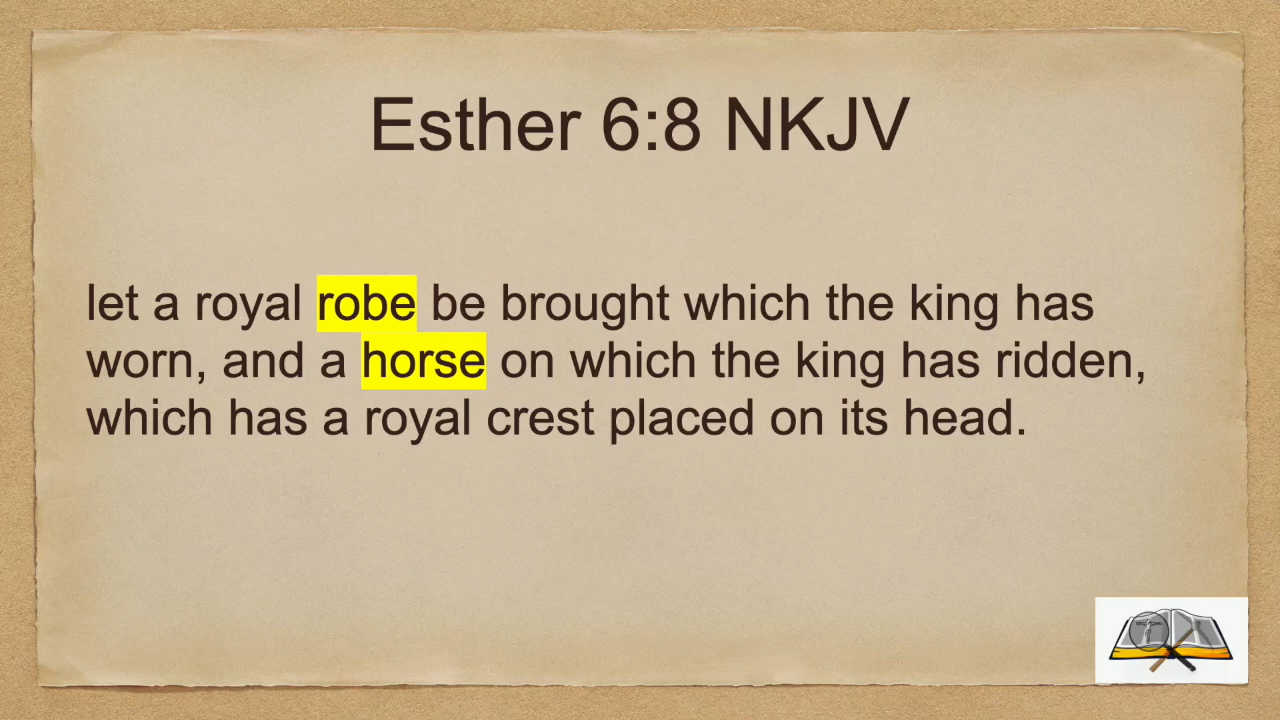 Esther 6:8 NKJV
let a royal robe be brought which the king has
worn, and a horse on which the king has ridden,
which has a royal crest placed on its head.